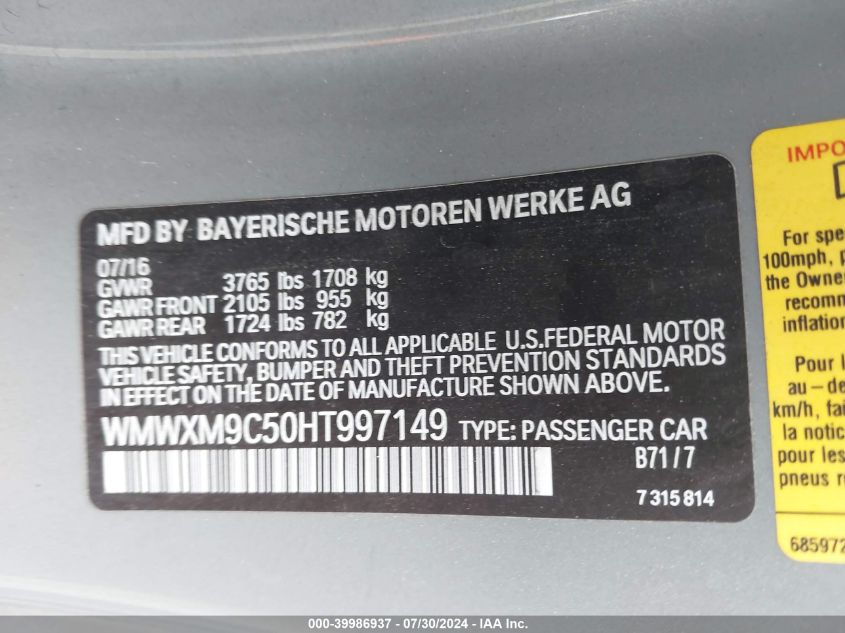 MFD BY BAYERISCHE MOTOREN WERKE AG
07/16
GVWR 3765 lbs 1708 kg
GAWR FRONT 2105 lbs 955 kg
GAWR REAR 1724 lbs 782 kg
THIS VEHICLE CONFORMS TO ALL APPLICABLE U.S.FEDERAL MOTOR
VEHICLE SAFETY, BUMPER AND THEFT PREVENTION STANDARDS
IN EFFECT ON THE DATE OF MANUFACTURE SHOWN ABOVE.
WMWXM9C50HT997149 TYPE: PASSENGER CAR
B71/7
7 315 814
IMPO
For spe
100mph, p
the Owne
recomm
inflation
Pour l
au – de
km/h, fai
la notic
pour les
pneus r
685972
000-39986937 - 07/30/2024 - IAA Inc.